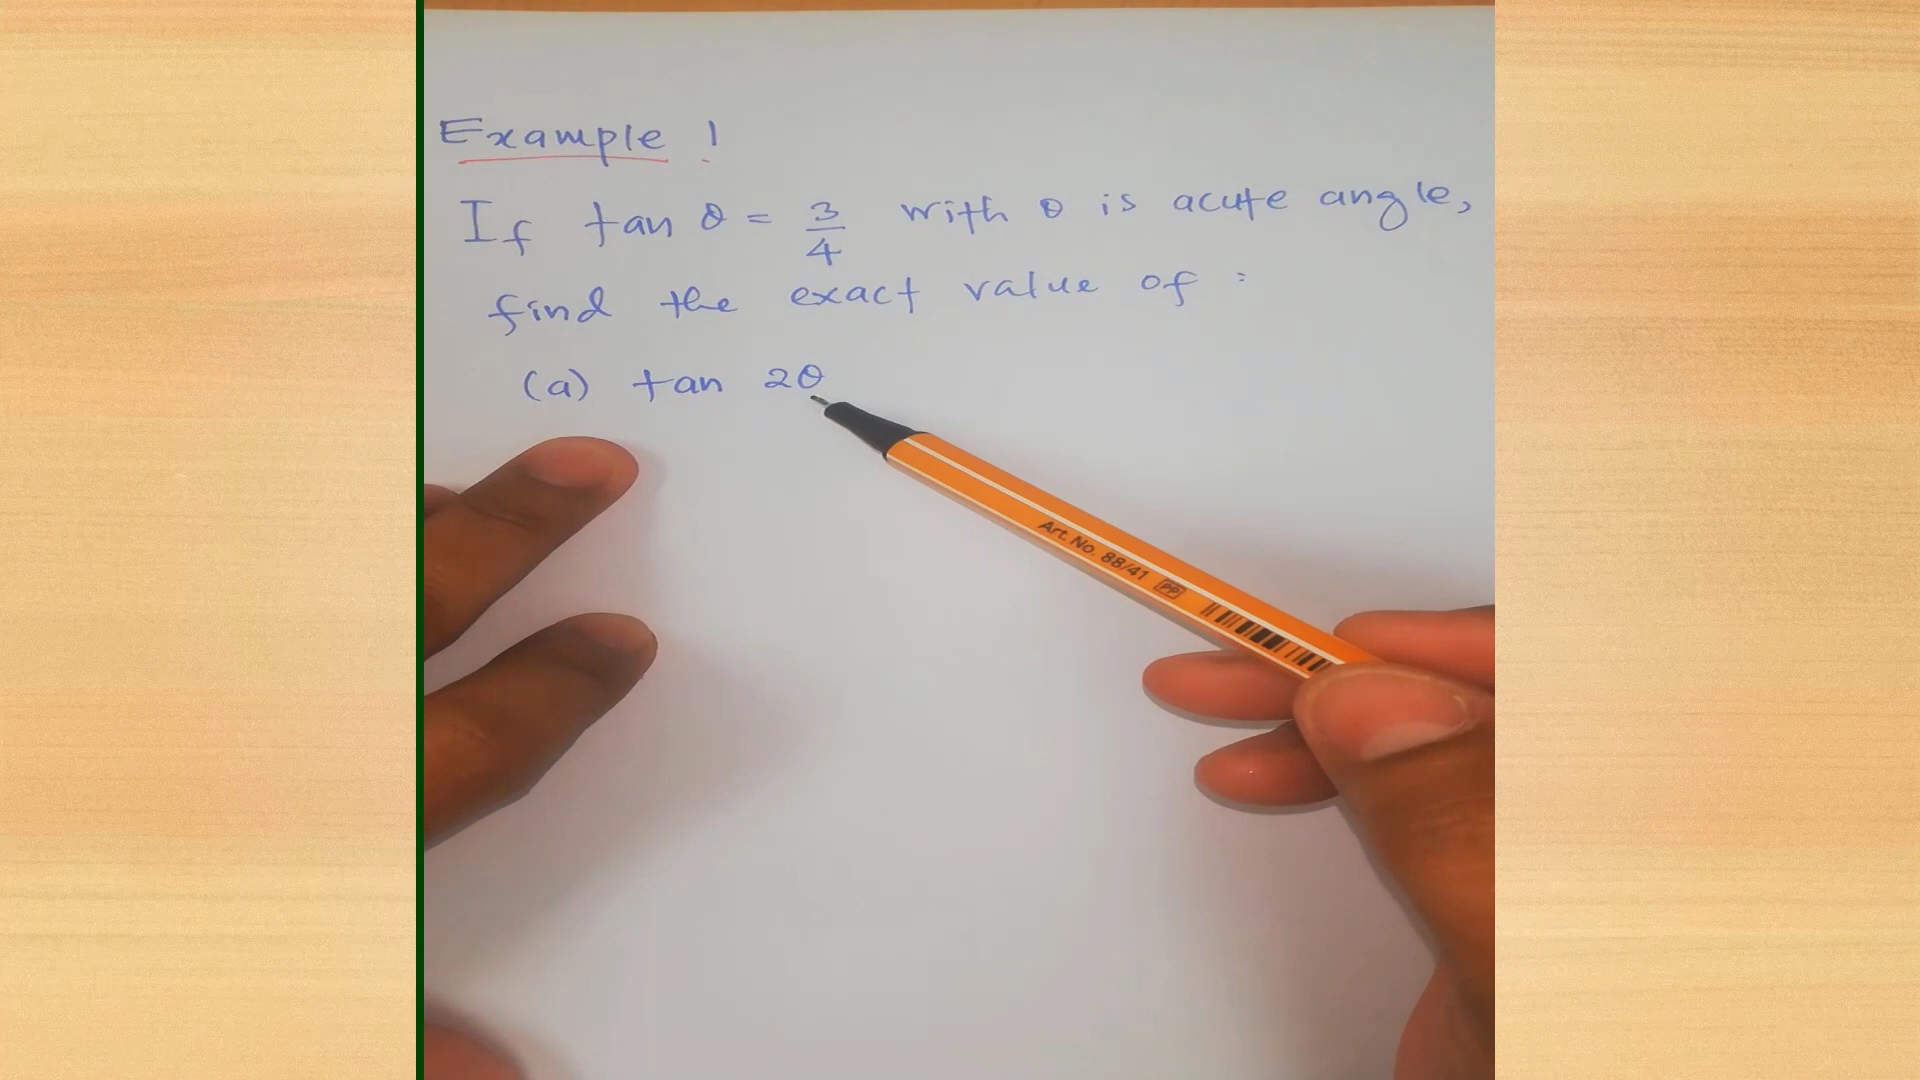 Example !
If tan θ = 3/4 with θ is acute angle,
find the exact value of :
(a) tan 2θ
Art. No. 88/41 PP